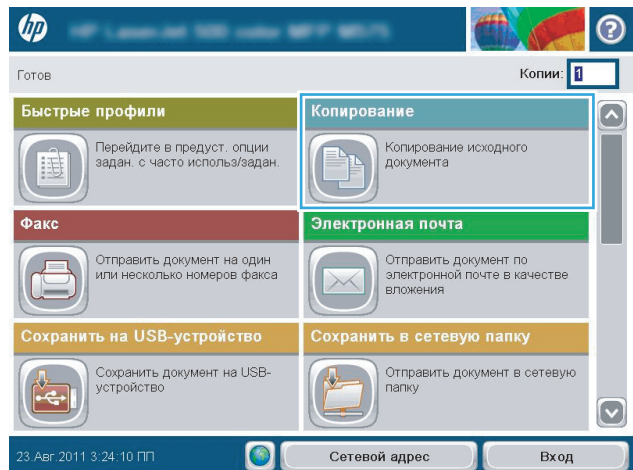 hp
Готов
Копии: 1
Быстрые профили
Перейдите в предуст. опции
задан. с часто использ/задан.
Копирование
Копирование исходного
документа
Факс
Отправить документ на один
или несколько номеров факса
Электронная почта
Отправить документ по
электронной почте в качестве
вложения
Сохранить на USB-устройство
Сохранить документ на USB-
устройство
Сохранить в сетевую папку
Отправить документ в сетевую
папку
23.Авг.2011 3:24:10 ПП
Сетевой адрес
Вход